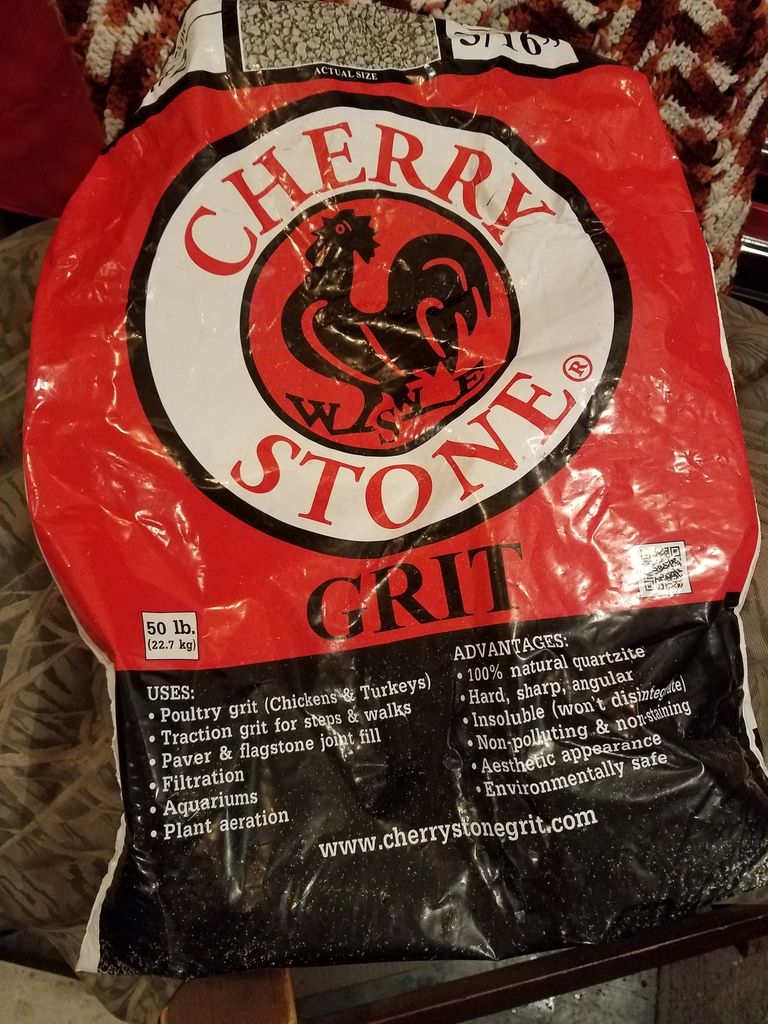 ACTUAL SIZE
3/16"
CHERRY
W S N E
STONE®
GRIT
50 lb.
(22.7 kg)
USES:
• Poultry grit (Chickens & Turkeys)
• Traction grit for steps & walks
• Paver & flagstone joint fill
• Filtration
• Aquariums
• Plant aeration
ADVANTAGES:
• 100% natural quartzite
• Hard, sharp, angular
• Insoluble (won't disintegrate)
• Non-polluting & non-staining
• Aesthetic appearance
• Environmentally safe
www.cherrystonegrit.com